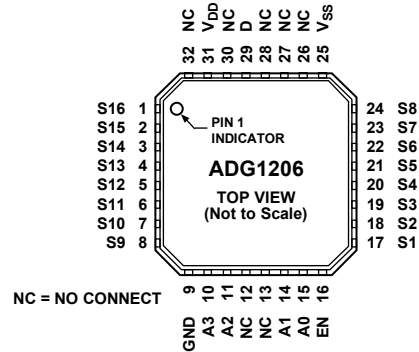 NC
VDD
NC
D
NC
NC
NC
VSS
32 31 30 29 28 27 26 25
S16 1
S15 2
S14 3
S13 4
S12 5
S11 6
S10 7
S9 8
PIN 1
INDICATOR
ADG1206
TOP VIEW
(Not to Scale)
24 S8
23 S7
22 S6
21 S5
20 S4
19 S3
18 S2
17 S1
NC = NO CONNECT
9 10 11 12 13 14 15 16
GND
A3
A2
NC
NC
A1
A0
EN